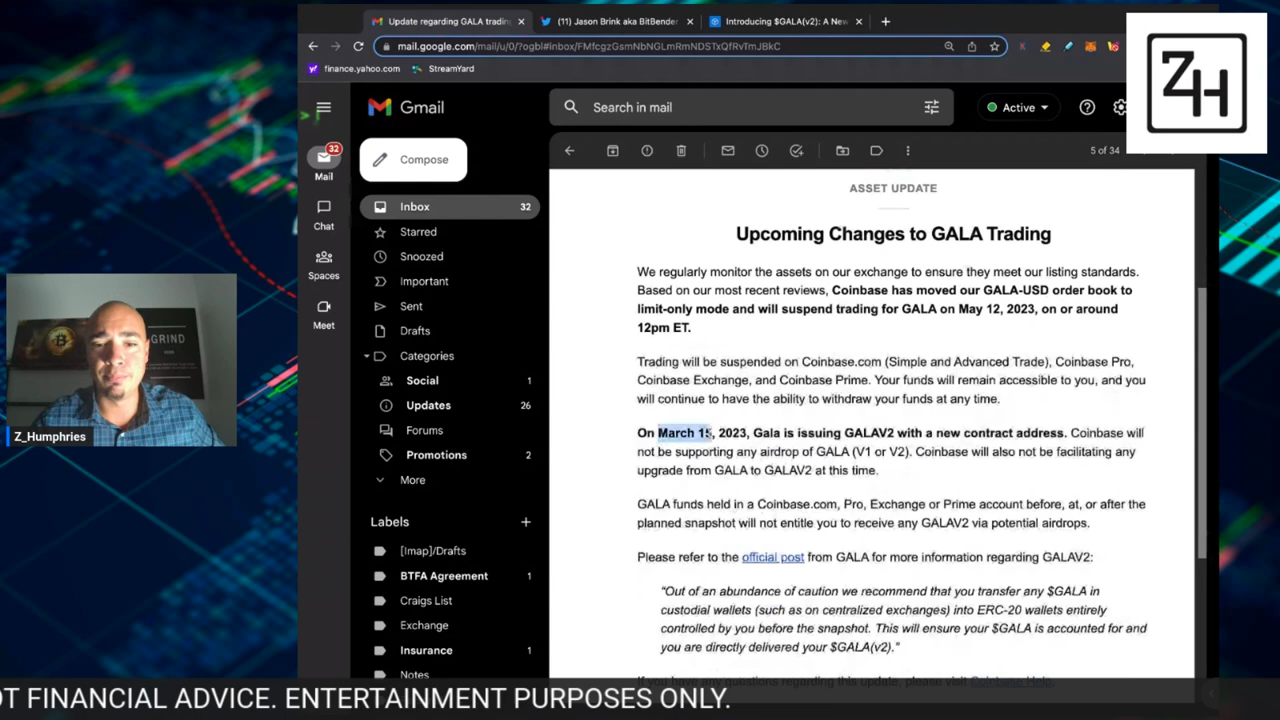 Update regarding GALA trading
(11) Jason Brink aka BitBender
Introducing $GALA(v2): A New
mail.google.com/mail/u/0/?ogbl#inbox/FMfcgzGsmNbNGLmRmNDSTxQfRvTmJBkC
finance.yahoo.com
StreamYard
ZH
Gmail
Search in mail
Active
32
Mail
Compose
5 of 34
ASSET UPDATE
Inbox 32
Chat
Starred
Upcoming Changes to GALA Trading
Snoozed
Spaces
Important
We regularly monitor the assets on our exchange to ensure they meet our listing standards.
Based on our most recent reviews, Coinbase has moved our GALA-USD order book to
limit-only mode and will suspend trading for GALA on May 12, 2023, on or around
12pm ET.
Sent
Meet
Drafts
Categories
Trading will be suspended on Coinbase.com (Simple and Advanced Trade), Coinbase Pro,
Coinbase Exchange, and Coinbase Prime. Your funds will remain accessible to you, and you
will continue to have the ability to withdraw your funds at any time.
Social 1
Updates 26
Forums
Promotions 2
More
On March 15, 2023, Gala is issuing GALAV2 with a new contract address. Coinbase will
not be supporting any airdrop of GALA (V1 or V2). Coinbase will also not be facilitating any
upgrade from GALA to GALAV2 at this time.
GALA funds held in a Coinbase.com, Pro, Exchange or Prime account before, at, or after the
planned snapshot will not entitle you to receive any GALAV2 via potential airdrops.
Labels
[Imap]/Drafts
BTFA Agreement 1
Craigs List
Exchange
Insurance 1
Notes
Please refer to the official post from GALA for more information regarding GALAV2:
"Out of an abundance of caution we recommend that you transfer any $GALA in
custodial wallets (such as on centralized exchanges) into ERC-20 wallets entirely
controlled by you before the snapshot. This will ensure your $GALA is accounted for and
you are directly delivered your $GALA(v2)."
If you have any questions regarding this update, please visit Coinbase Help.
GRIND
Z_Humphries
OT FINANCIAL ADVICE. ENTERTAINMENT PURPOSES ONLY.